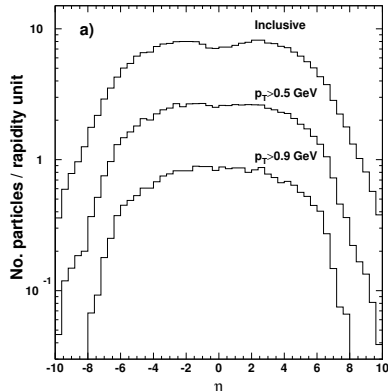 a)
Inclusive
p_T>0.5 GeV
p_T>0.9 GeV
No. particles / rapidity unit
10
1
10^-1
-10 -8 -6 -4 -2 0 2 4 6 8 10
η